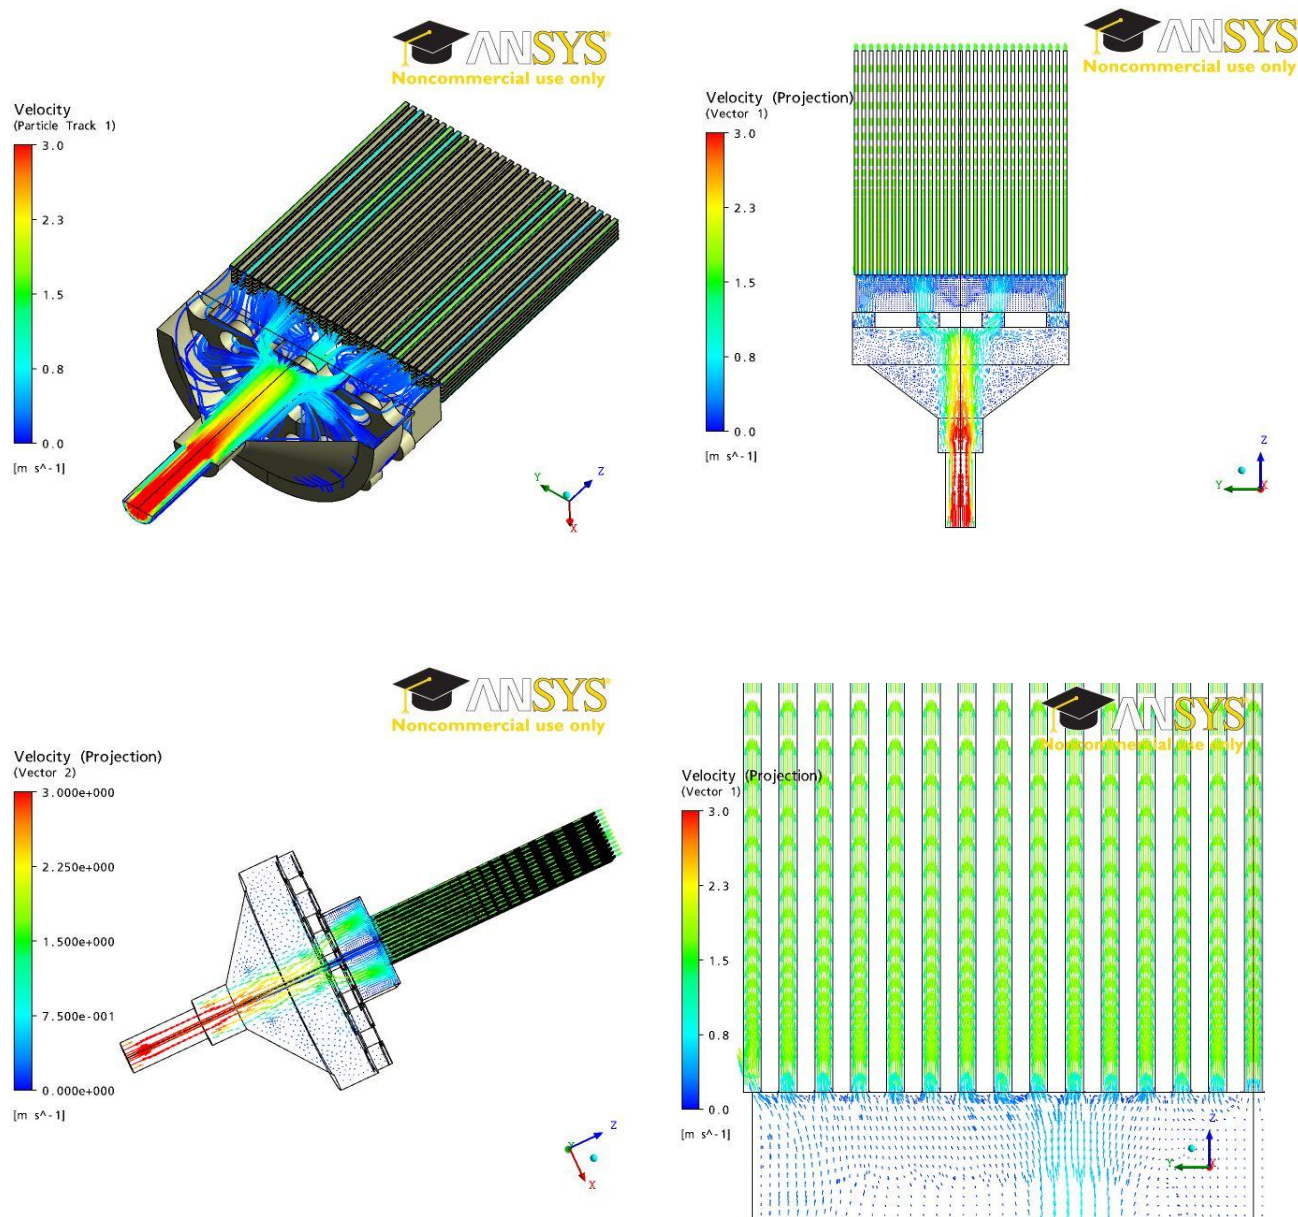 ANSYS
Noncommercial use only
Velocity
(Particle Track 1)
3.0
2.3
1.5
0.8
0.0
[m s^-1]
Y
Z
X
ANSYS
Noncommercial use only
Velocity (Projection)
(Vector 1)
3.0
2.3
1.5
0.8
0.0
[m s^-1]
Z
Y
X
ANSYS
Noncommercial use only
Velocity (Projection)
(Vector 2)
3.000e+000
2.250e+000
1.500e+000
7.500e-001
0.000e+000
[m s^-1]
Z
Y
X
ANSYS
Noncommercial use only
Velocity (Projection)
(Vector 1)
3.0
2.3
1.5
0.8
0.0
[m s^-1]
Z
Y
X